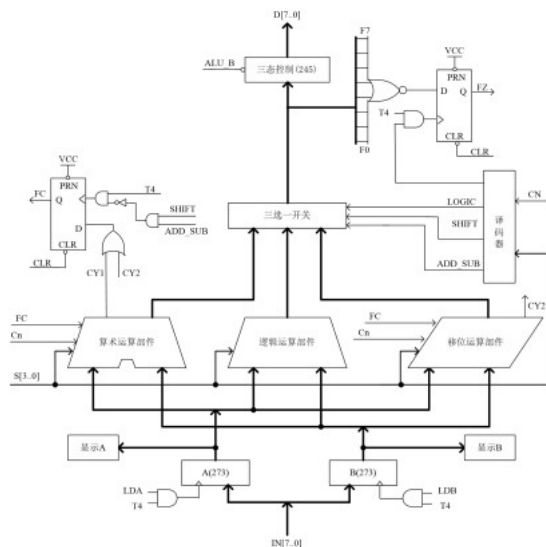 D[7..0]
ALU_B
三态控制(245)
F7
F0
VCC
PRN
D Q
FZ
CLR
CLR
T4
VCC
FC
PRN
Q
D
CLR
CLR
T4
SHIFT
ADD_SUB
CY1
CY2
三选一开关
LOGIC
SHIFT
ADD_SUB
译码器
CN
CY2
FC
Cn
算术运算部件
逻辑运算部件
FC
Cn
移位运算部件
S[3..0]
显示A
显示B
A(273)
B(273)
LDA
T4
LDB
T4
IN[7..0]